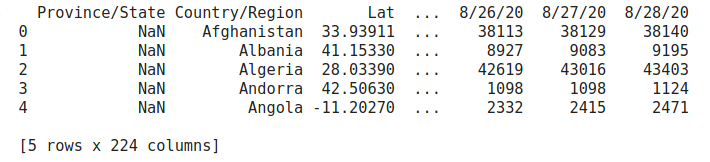 Province/State Country/Region Lat ... 8/26/20 8/27/20 8/28/20
0 NaN Afghanistan 33.93911 ... 38113 38129 38140
1 NaN Albania 41.15330 ... 8927 9083 9195
2 NaN Algeria 28.03390 ... 42619 43016 43403
3 NaN Andorra 42.50630 ... 1098 1098 1124
4 NaN Angola -11.20270 ... 2332 2415 2471
[5 rows x 224 columns]